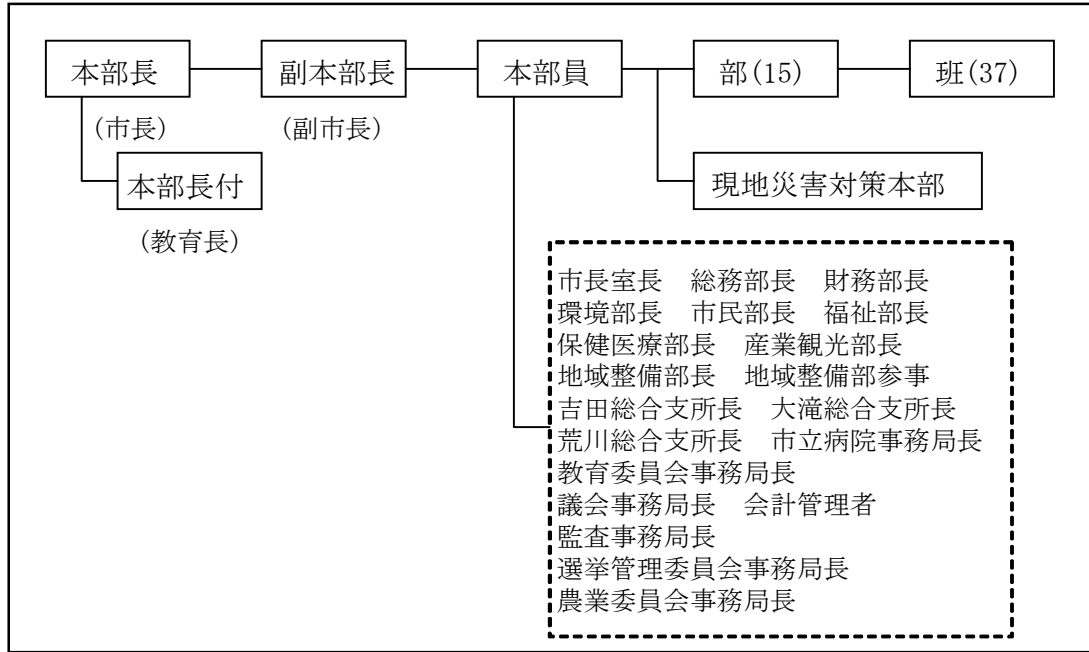 本部長 副本部長 本部員 部(15) 班(37)
(市長) (副市長)
本部長付 現地災害対策本部
(教育長)
市長室長 総務部長 財務部長
環境部長 市民部長 福祉部長
保健医療部長 産業観光部長
地域整備部長 地域整備部参事
吉田総合支所長 大滝総合支所長
荒川総合支所長 市立病院事務局長
教育委員会事務局長
議会事務局長 会計管理者
監査事務局長
選挙管理委員会事務局長
農業委員会事務局長